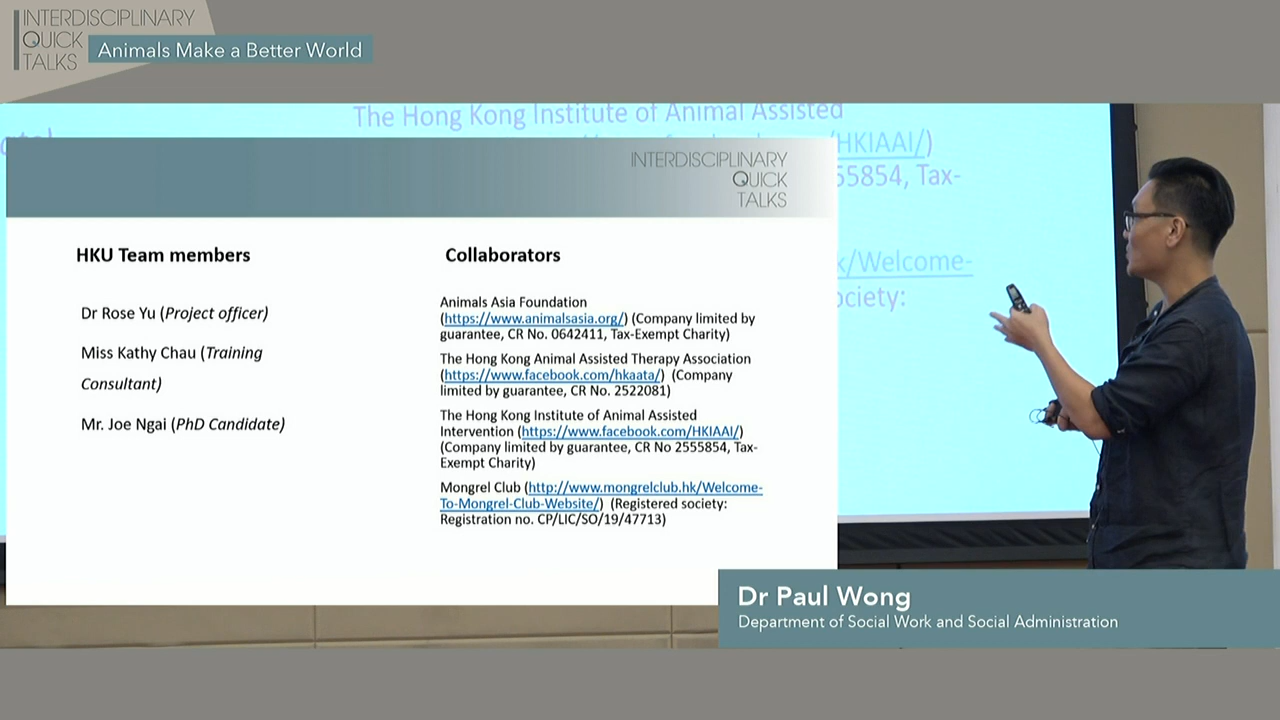 INTERDISCIPLINARY
QUICK
TALKS
Animals Make a Better World
The Hong Kong Institute of Animal Assisted
/HKIAAI/)
55854, Tax-
k/Welcome-
ociety:
INTERDISCIPLINARY
QUICK
TALKS
HKU Team members
Dr Rose Yu (Project officer)
Miss Kathy Chau (Training
Consultant)
Mr. Joe Ngai (PhD Candidate)
Collaborators
Animals Asia Foundation
(https://www.animalsasia.org/) (Company limited by
guarantee, CR No. 0642411, Tax-Exempt Charity)
The Hong Kong Animal Assisted Therapy Association
(https://www.facebook.com/hkaata/) (Company
limited by guarantee, CR No. 2522081)
The Hong Kong Institute of Animal Assisted
Intervention (https://www.facebook.com/HKIAAI/)
(Company limited by guarantee, CR No 2555854, Tax-
Exempt Charity)
Mongrel Club (http://www.mongrelclub.hk/Welcome-
To-Mongrel-Club-Website/) (Registered society:
Registration no. CP/LIC/SO/19/47713)
Dr Paul Wong
Department of Social Work and Social Administration